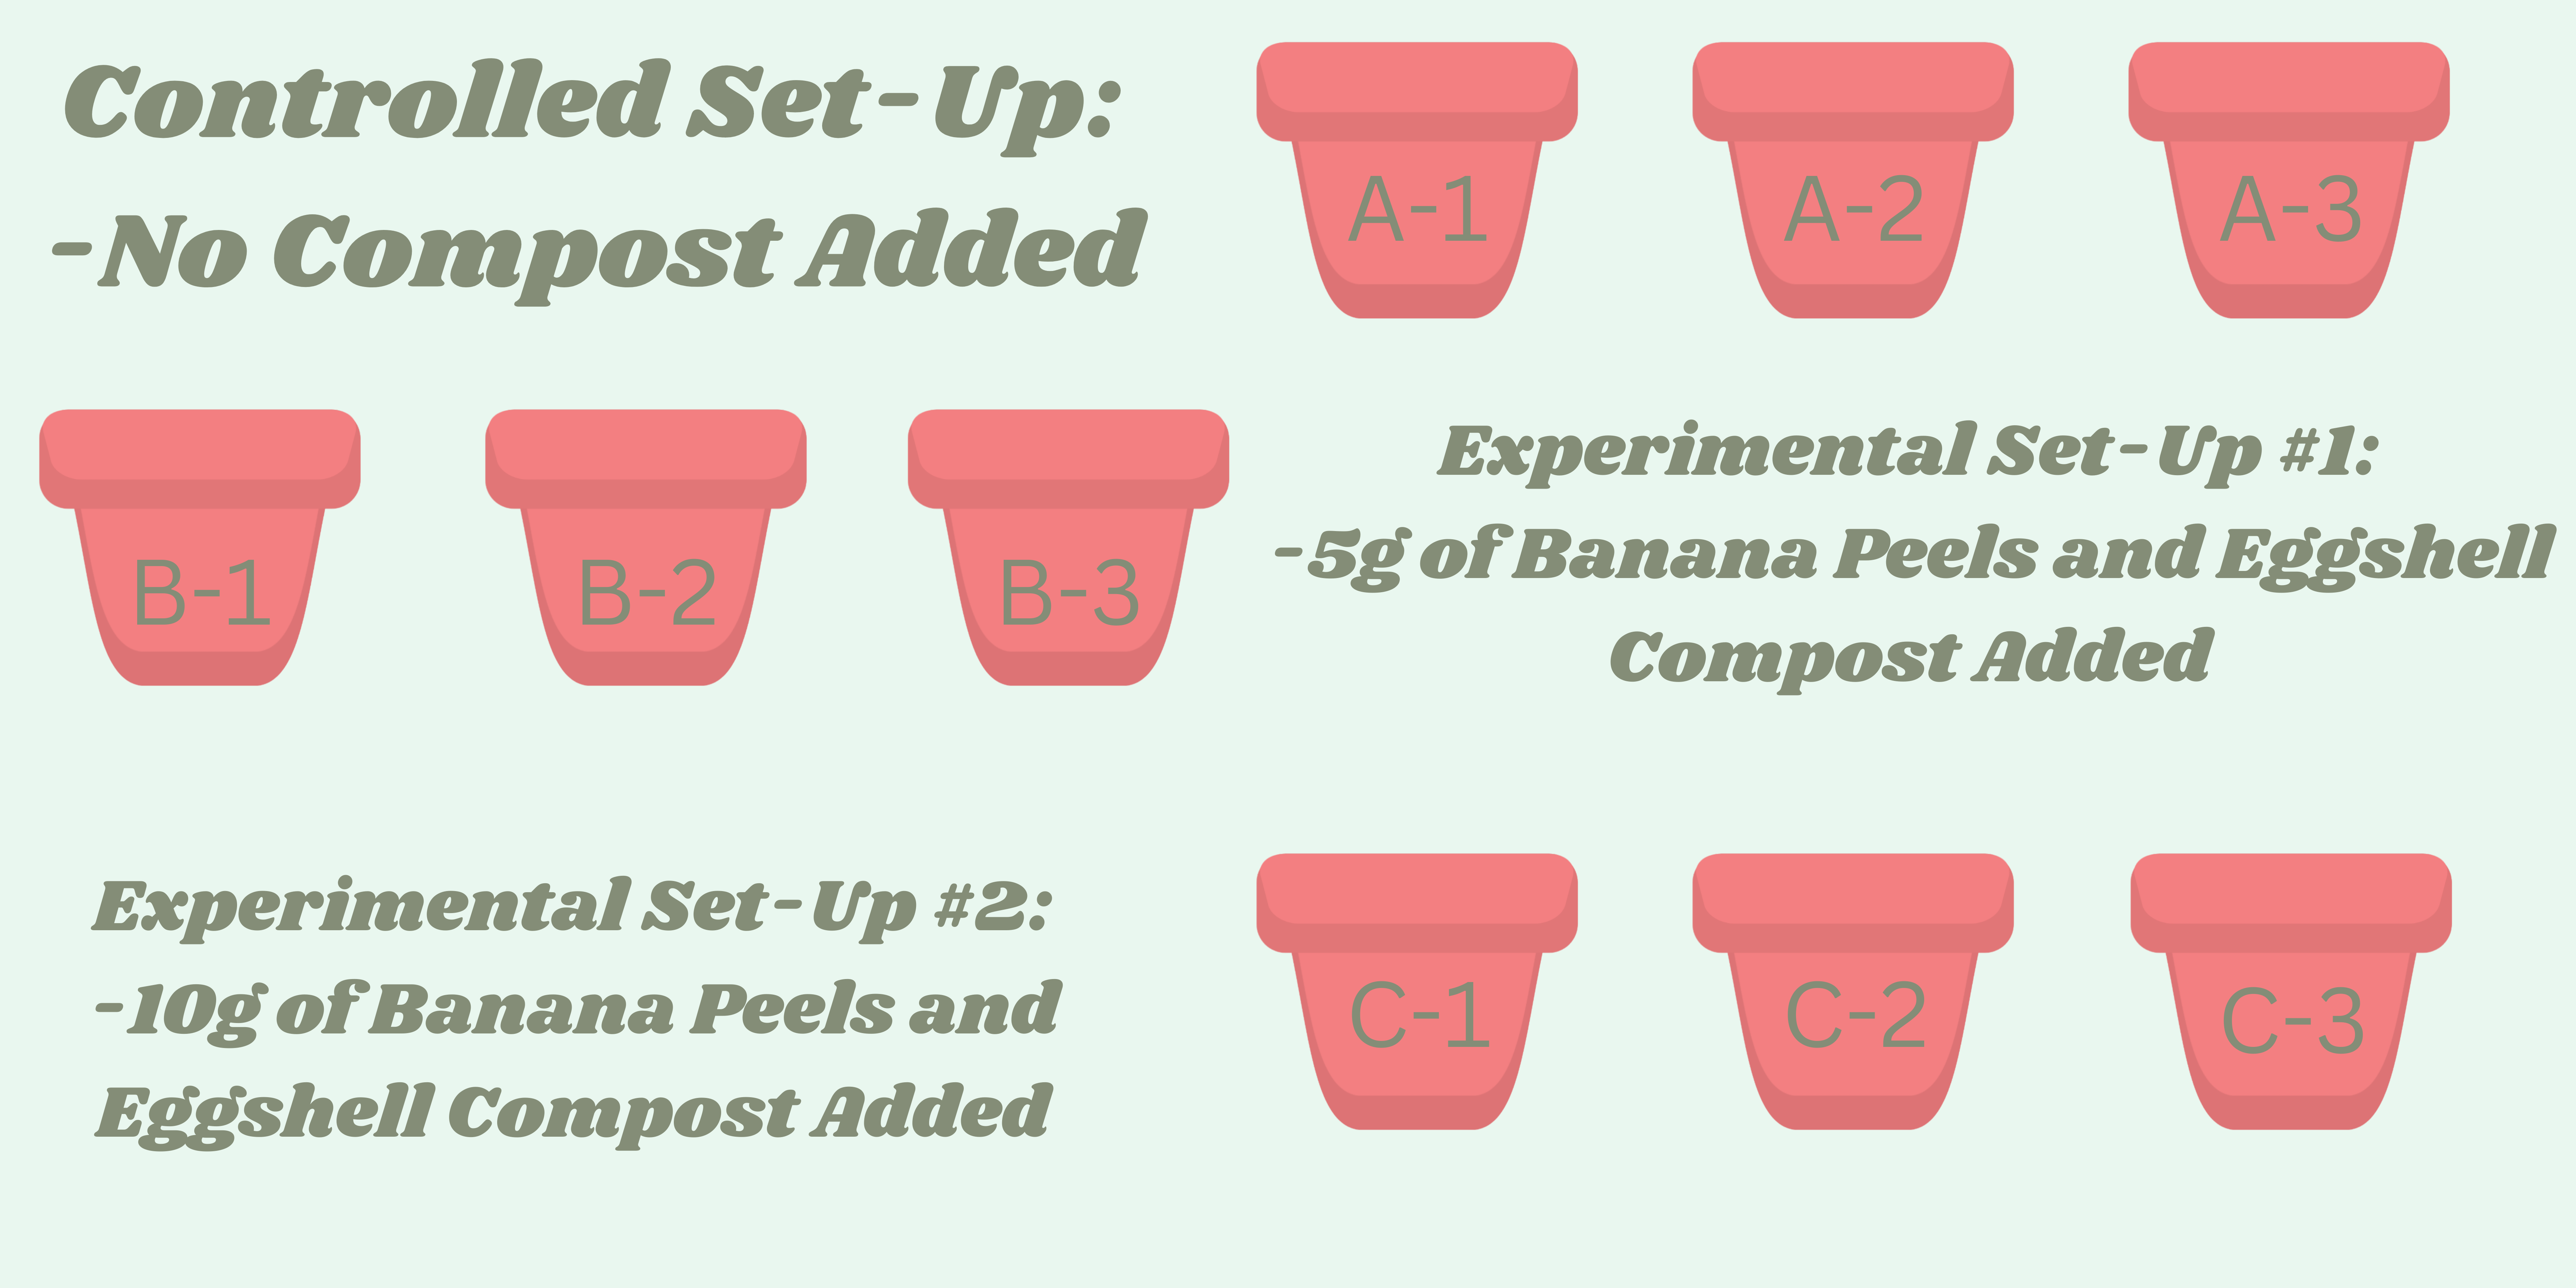 Controlled Set-Up:
-No Compost Added
A-1 A-2 A-3
B-1 B-2 B-3
Experimental Set-Up #1:
-5g of Banana Peels and Eggshell
Compost Added
Experimental Set-Up #2:
-10g of Banana Peels and
Eggshell Compost Added
C-1 C-2 C-3